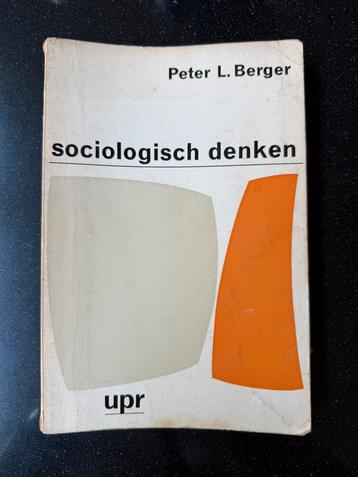 Peter L. Berger
sociologisch denken
upr